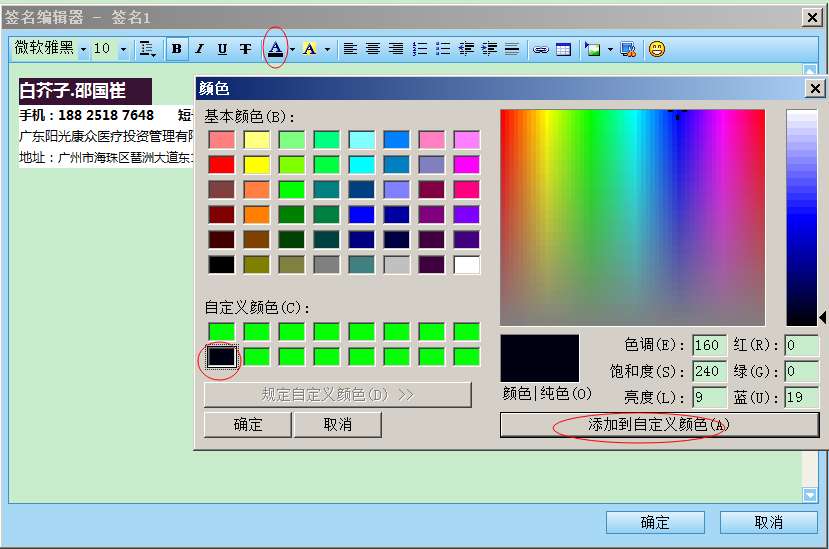 签名编辑器 - 签名1
微软雅黑 10 B I U T A A
颜色
白芥子.邵国崔
手机：188 2518 7648 短
广东阳光康众医疗投资管理有限
地址：广州市海珠区琶洲大道东1
基本颜色(B)：
自定义颜色(C)：
规定自定义颜色(D) >>
确定 取消
颜色|纯色(O)
色调(E)： 160 红(R)： 0
饱和度(S)： 240 绿(G)： 0
亮度(L)： 9 蓝(U)： 19
添加到自定义颜色(A)
确定 取消